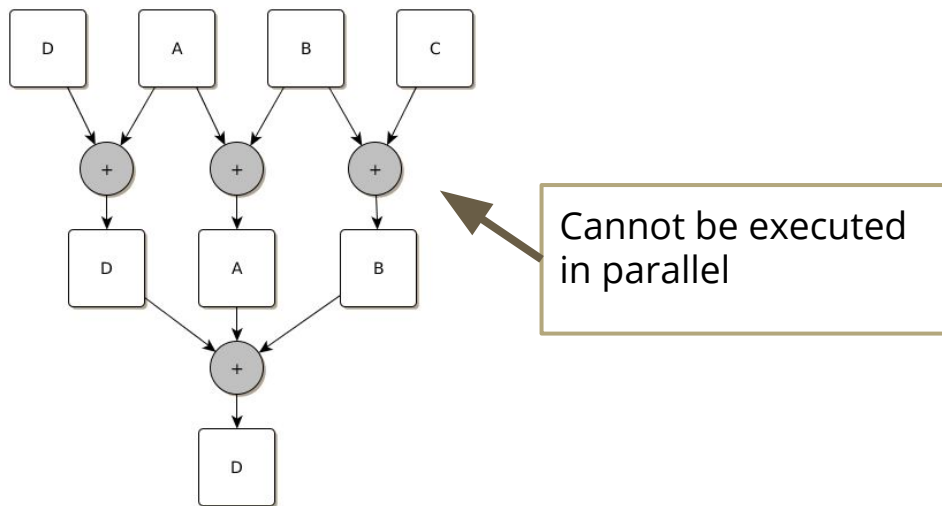 D A B C
+ + +
Cannot be executed
in parallel
D A B
+
D